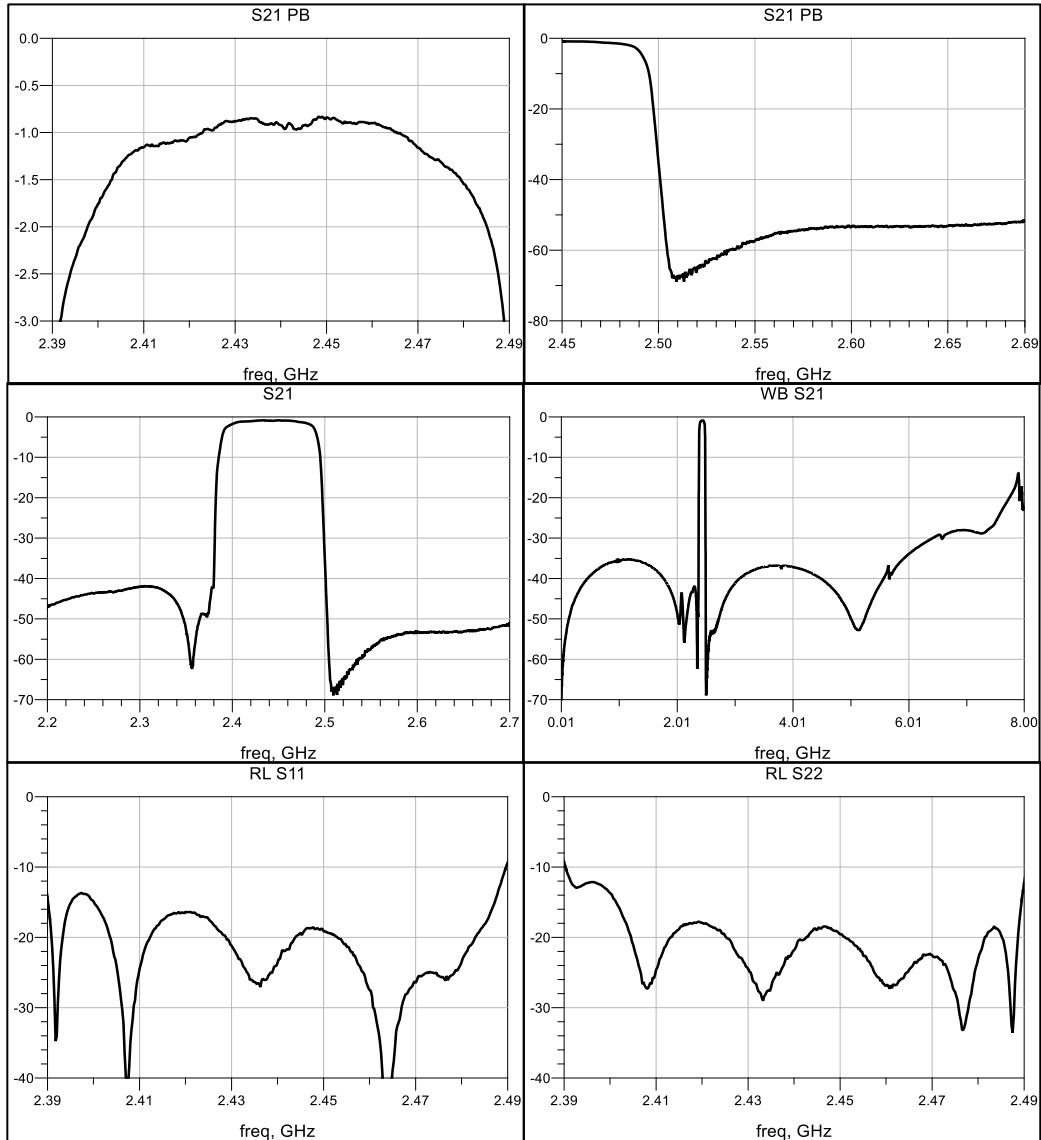 S21 PB
0.0
-0.5
-1.0
-1.5
-2.0
-2.5
-3.0
2.39 2.41 2.43 2.45 2.47 2.49
freq, GHz
S21 PB
0
-20
-40
-60
-80
2.45 2.50 2.55 2.60 2.65 2.69
freq, GHz
S21
0
-10
-20
-30
-40
-50
-60
-70
2.2 2.3 2.4 2.5 2.6 2.7
freq, GHz
WB S21
0
-10
-20
-30
-40
-50
-60
-70
0.01 2.01 4.01 6.01 8.00
freq, GHz
RL S11
0
-10
-20
-30
-40
2.39 2.41 2.43 2.45 2.47 2.49
freq, GHz
RL S22
0
-10
-20
-30
-40
2.39 2.41 2.43 2.45 2.47 2.49
freq, GHz